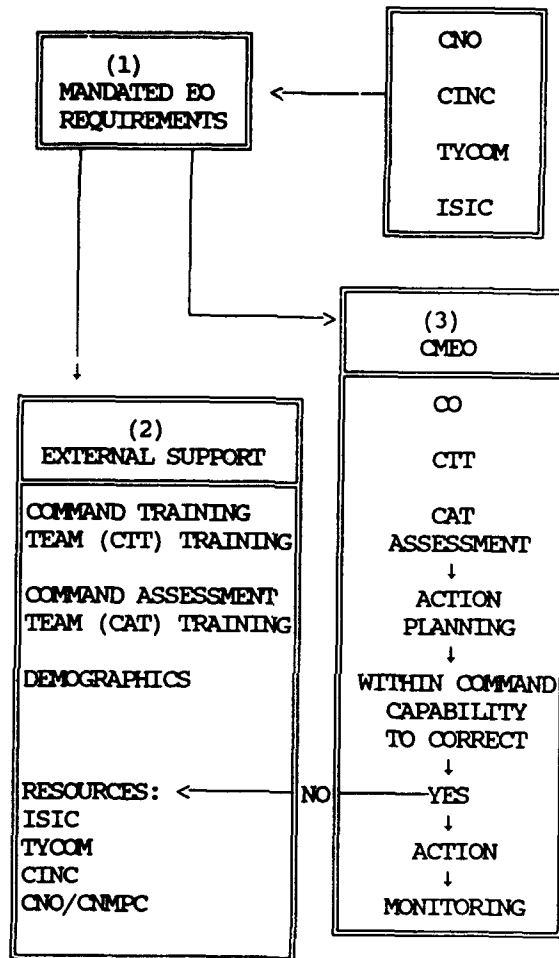 (1)
MANDATED EO
REQUIREMENTS
CNO
CINC
TYCOM
ISIC
(2)
EXTERNAL SUPPORT
COMMAND TRAINING
TEAM (CTT) TRAINING
COMMAND ASSESSMENT
TEAM (CAT) TRAINING
DEMOGRAPHICS
RESOURCES:
ISIC
TYCOM
CINC
CNO/CNMPC
(3)
CMEO
CO
CTT
CAT
ASSESSMENT
ACTION
PLANNING
WITHIN COMMAND
CAPABILITY
TO CORRECT
NO
YES
ACTION
MONITORING